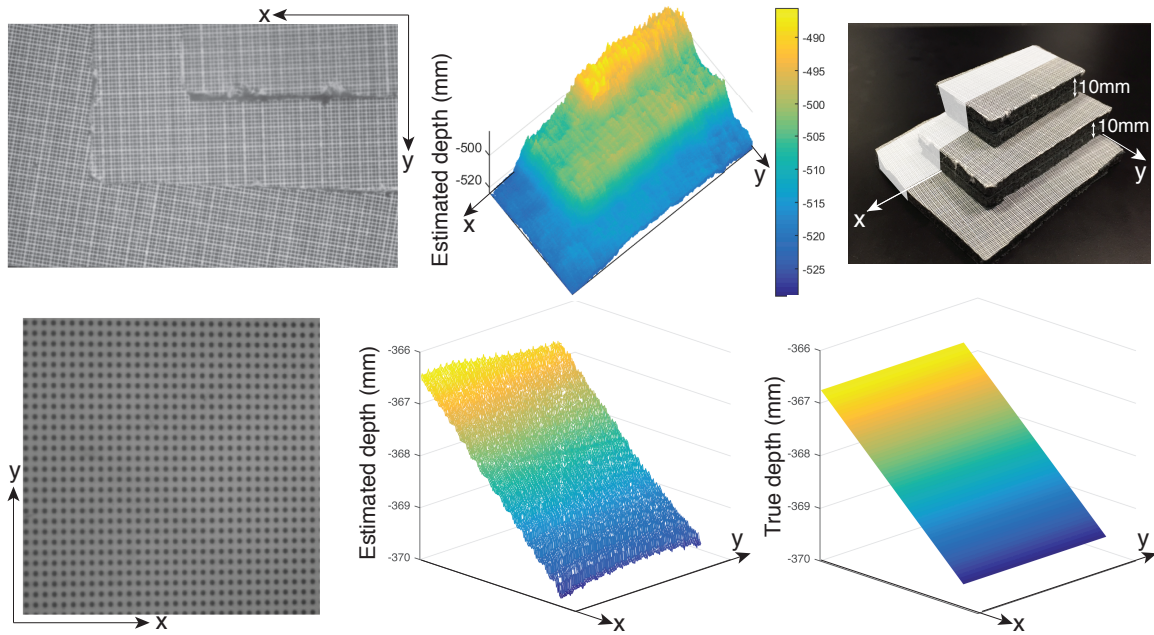 x
y
Estimated depth (mm)
-500
-520
x
y
-490
-495
-500
-505
-510
-515
-520
-525
10mm
10mm
x
y
y
x
Estimated depth (mm)
-366
-367
-368
-369
-370
y
x
True depth (mm)
-366
-367
-368
-369
-370
y
x